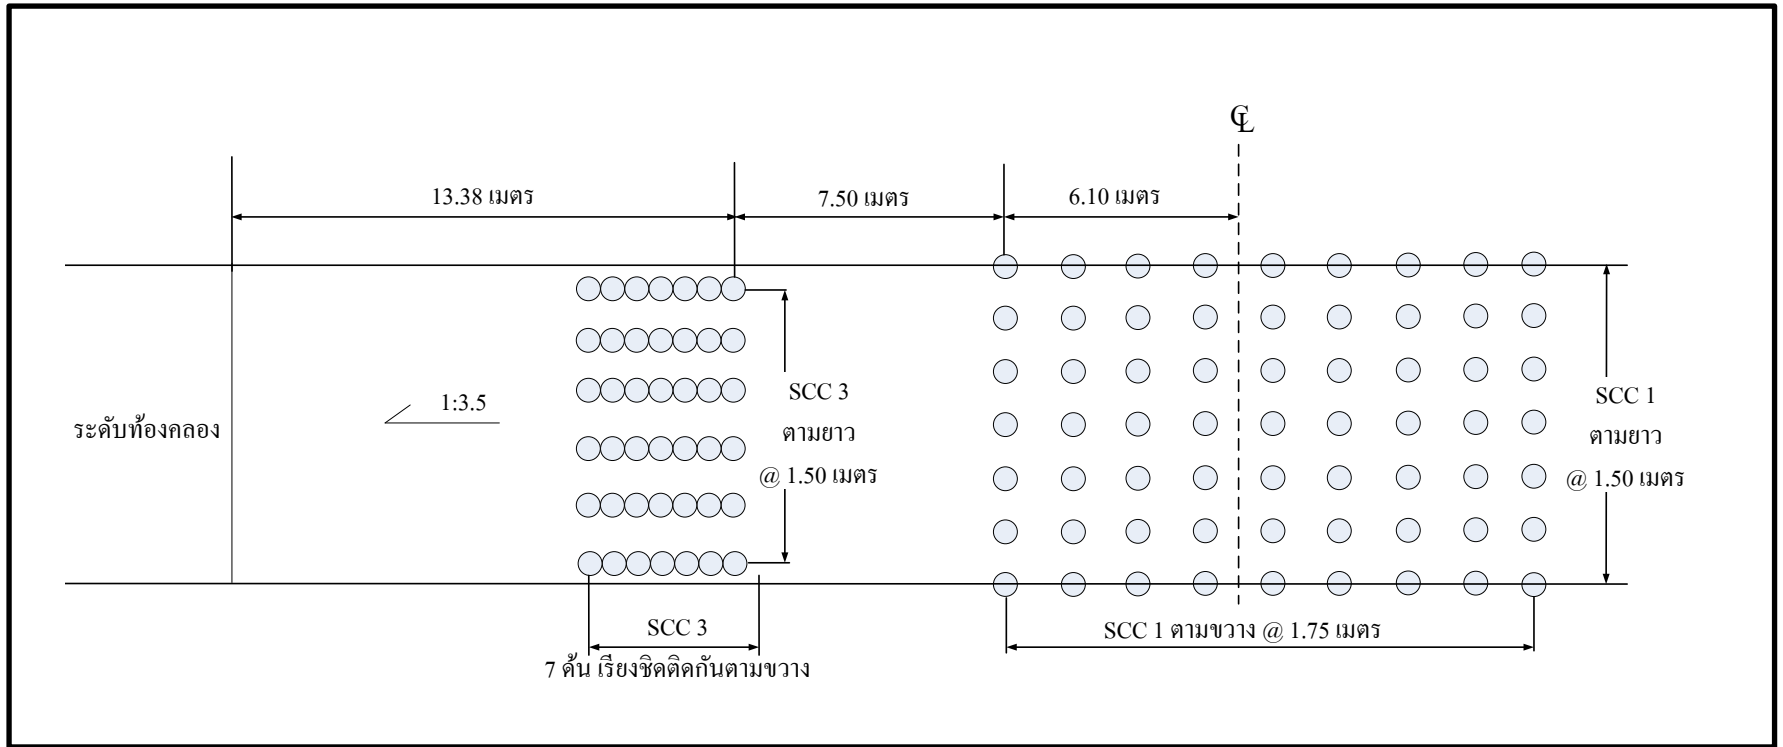 ℄
13.38 เมตร
7.50 เมตร
6.10 เมตร
1:3.5
ระดับท้องคลอง
SCC 3
ตามยาว
@ 1.50 เมตร
SCC 1
ตามยาว
@ 1.50 เมตร
SCC 3
7 ต้น เรียงชิดติดกันตามขวาง
SCC 1 ตามขวาง @ 1.75 เมตร